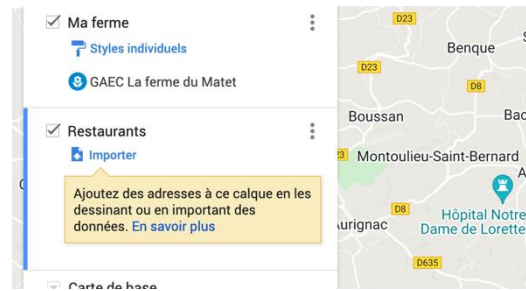 Ma ferme
Styles individuels
GAEC La ferme du Matet
Restaurants
Importer
Ajoutez des adresses à ce calque en les
dessinant ou en important des
données. En savoir plus
Carte de base
D23
Benque
D23
D8
Boussan
Montoulieu-Saint-Bernard
D8
Hôpital Notre
Dame de Lorette
D635